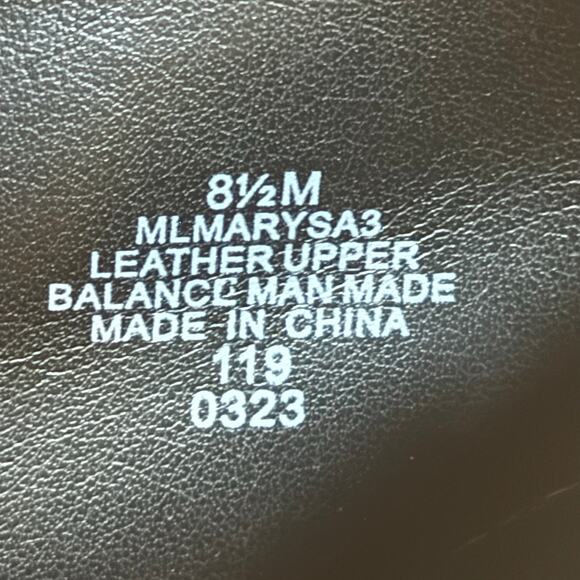 8½M
MLMARYSA3
LEATHER UPPER
BALANCE MAN MADE
MADE IN CHINA
119
0323